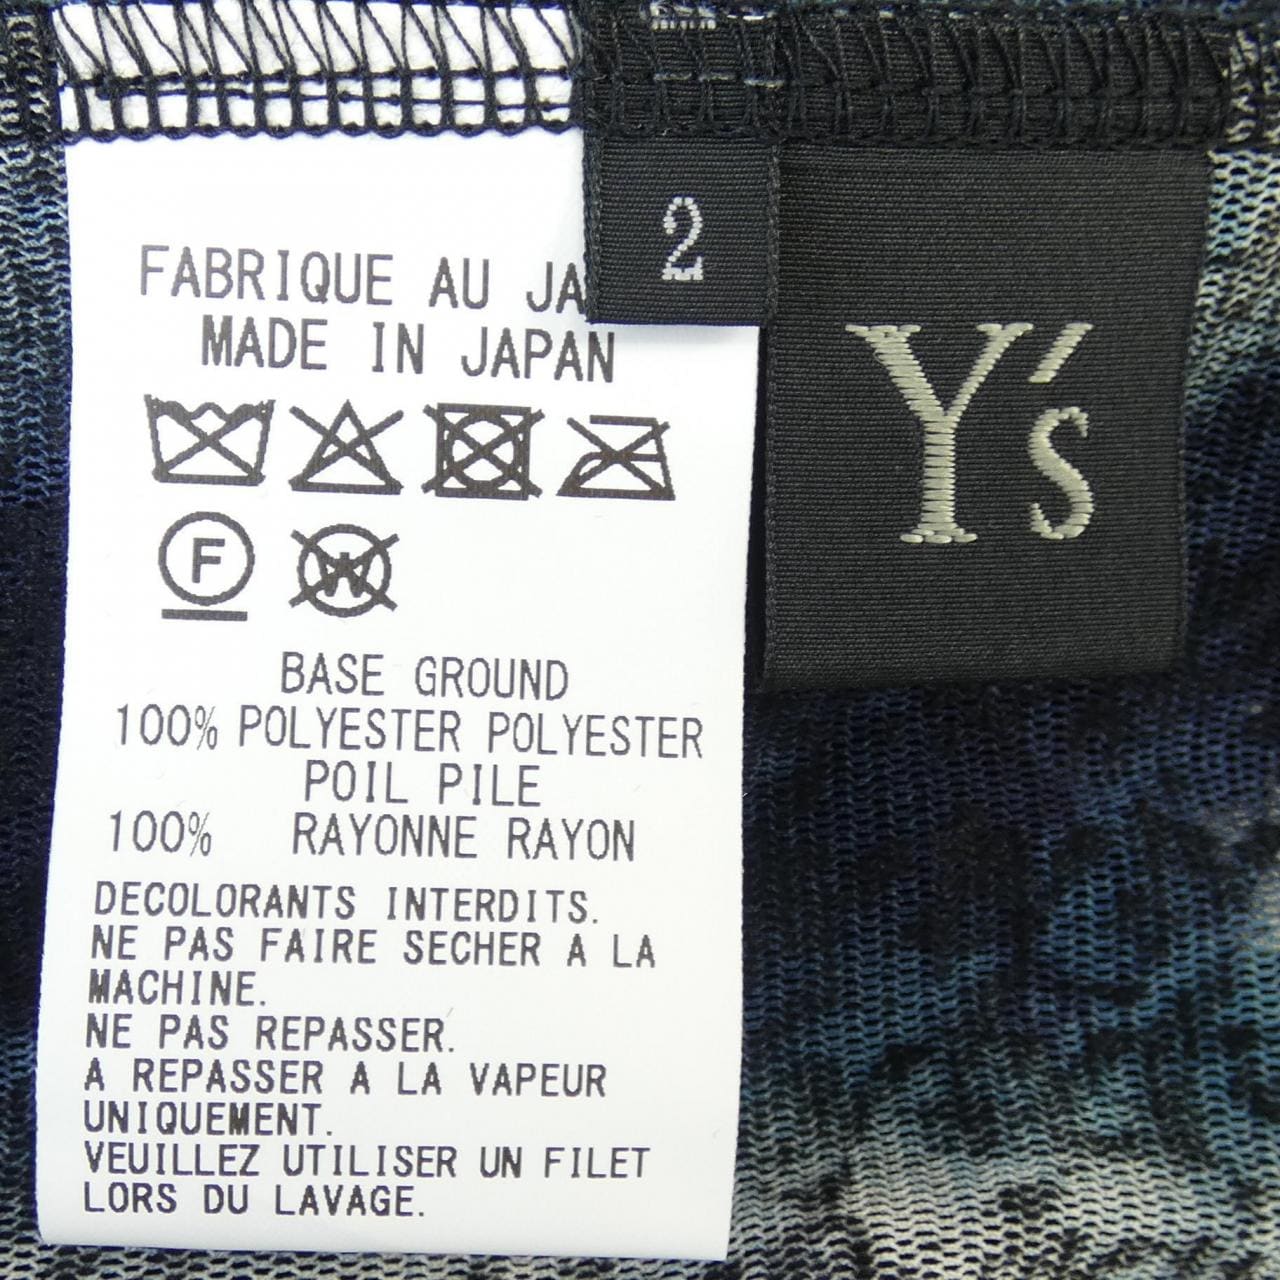 FABRIQUE AU JA
MADE IN JAPAN
2
Y's
F
W
BASE GROUND
100% POLYESTER POLYESTER
POIL PILE
100% RAYONNE RAYON
DECOLORANTS INTERDITS.
NE PAS FAIRE SECHER A LA
MACHINE.
NE PAS REPASSER.
A REPASSER A LA VAPEUR
UNIQUEMENT.
VEUILLEZ UTILISER UN FILET
LORS DU LAVAGE.